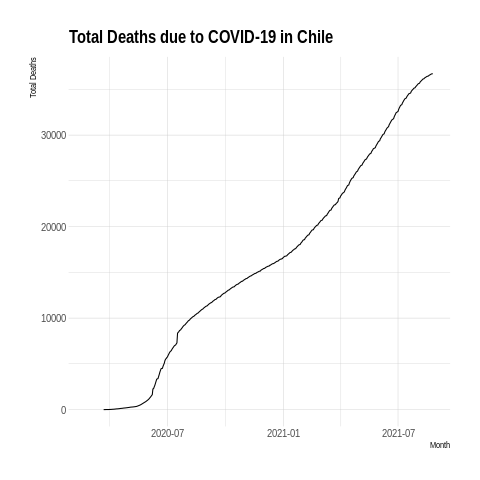 Total Deaths due to COVID-19 in Chile
Total Deaths
30000
20000
10000
0
2020-07 2021-01 2021-07
Month